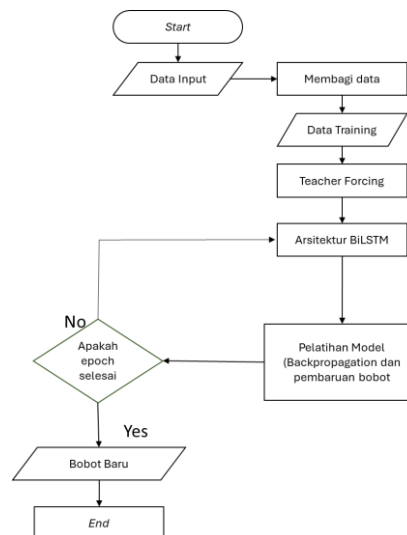 Start
Data Input
Membagi data
Data Training
Teacher Forcing
Arsitektur BiLSTM
Pelatihan Model
(Backpropagation dan
pembaruan bobot
Apakah
epoch
selesai
No
Yes
Bobot Baru
End